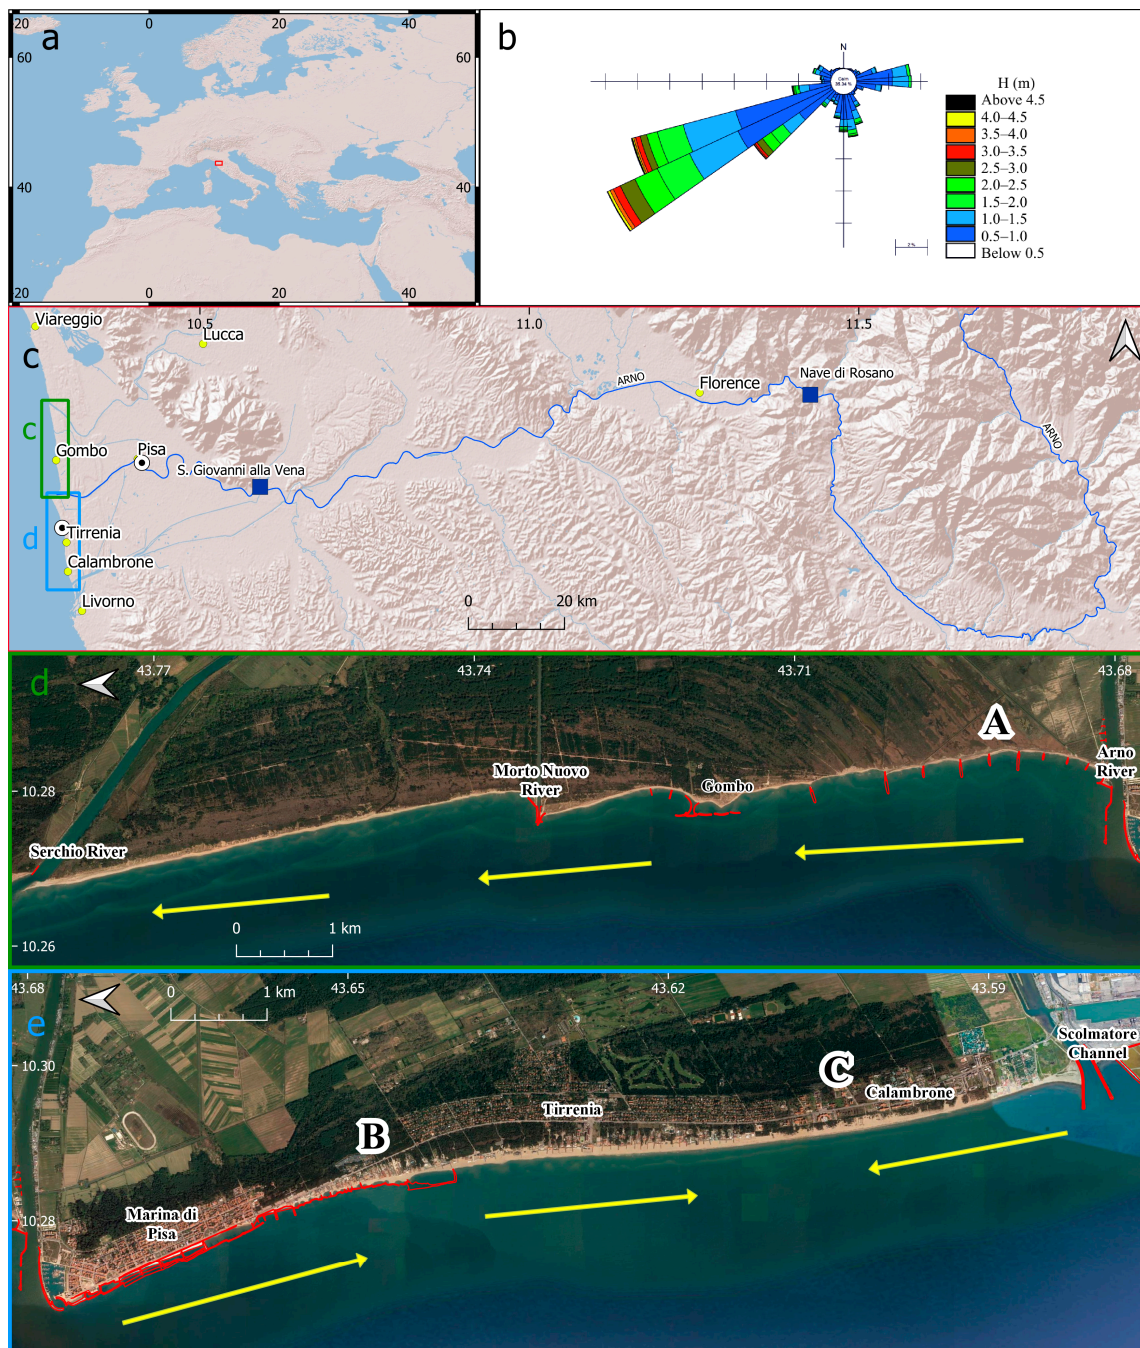 a
20
0
20
40
60
60
40
40
20
0
20
40
20
b
N
Calm
H (m)
Above 4.5
4.0–4.5
3.5–4.0
3.0–3.5
2.5–3.0
2.0–2.5
1.5–2.0
1.0–1.5
0.5–1.0
Below 0.5
2 %
c
10.5
11.0
11.5
Viareggio
Lucca
ARNO
Florence
Nave di Rosano
ARNO
c
Gombo
Pisa
S. Giovanni alla Vena
d
Tirrenia
Calambrone
Livorno
0
20 km
d
43.77
43.74
43.71
43.68
A
Arno
River
Morto Nuovo
River
Gombo
10.28
Serchio River
0
1 km
10.26
43.68
43.65
43.62
43.59
0
1 km
e
Scolmatore
Channel
10.30
C
Calambrone
Tirrenia
B
Marina di
Pisa
10.28